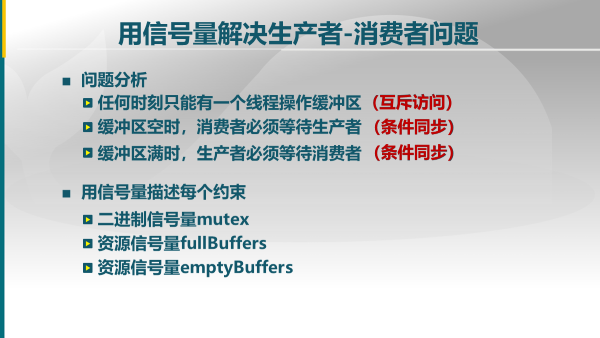 用信号量解决生产者-消费者问题
问题分析
任何时刻只能有一个线程操作缓冲区（互斥访问）
缓冲区空时，消费者必须等待生产者（条件同步）
缓冲区满时，生产者必须等待消费者（条件同步）
用信号量描述每个约束
二进制信号量mutex
资源信号量fullBuffers
资源信号量emptyBuffers